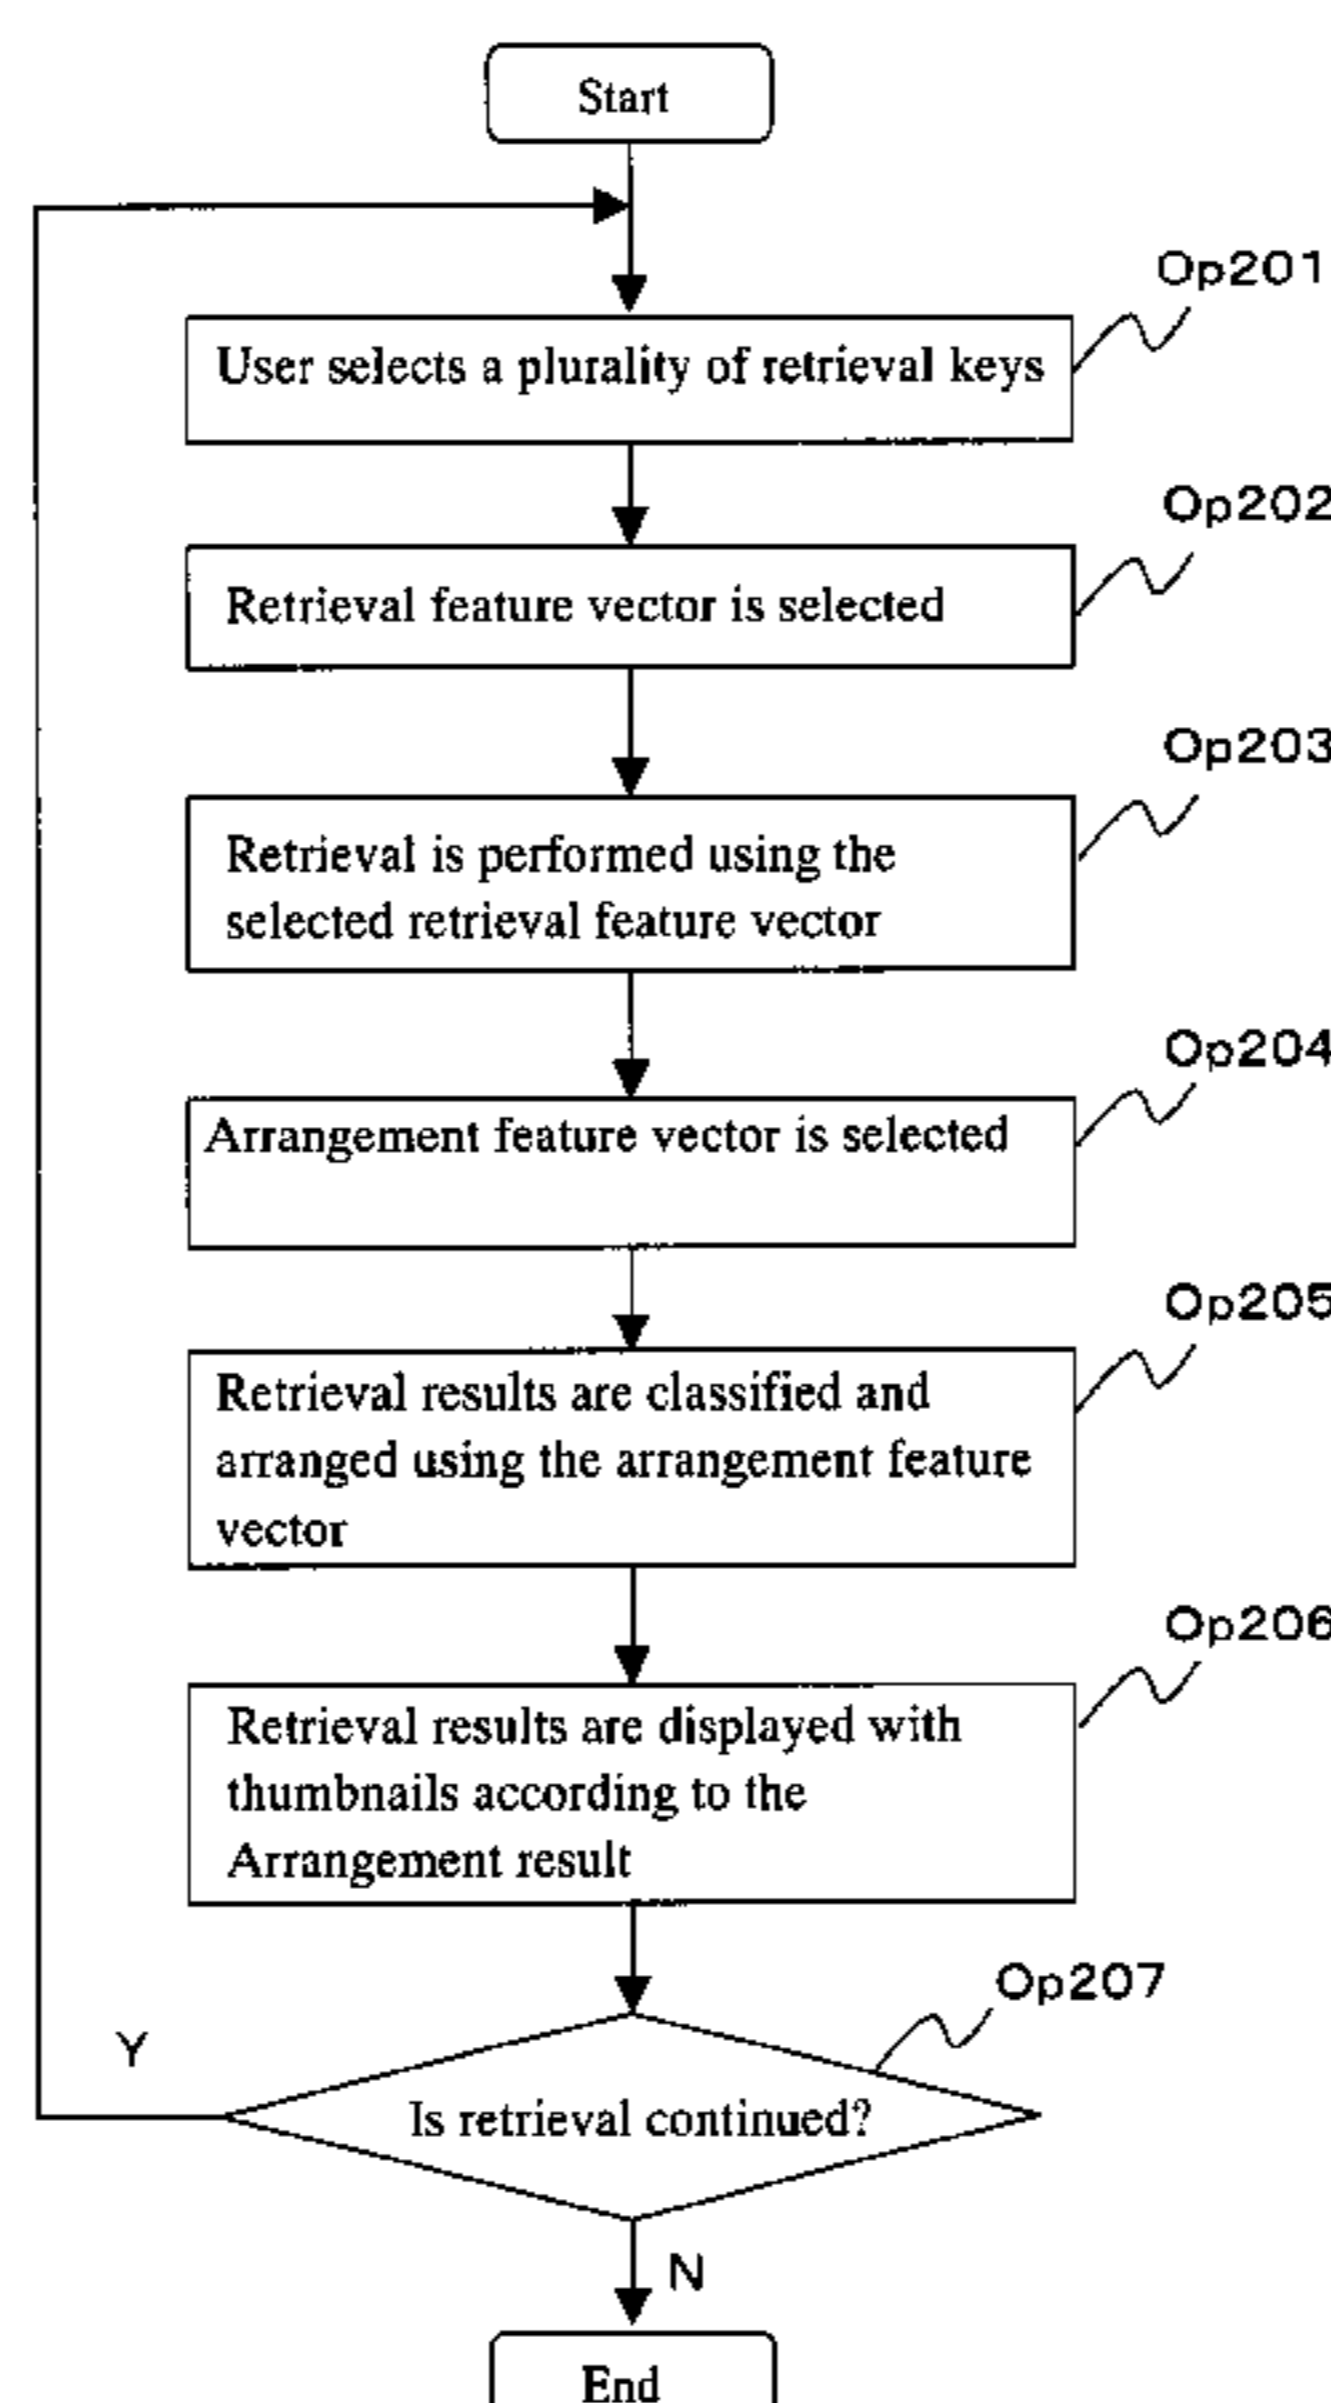 Start
Op201
User selects a plurality of retrieval keys
Op202
Retrieval feature vector is selected
Op203
Retrieval is performed using the
selected retrieval feature vector
Op204
Arrangement feature vector is selected
Op205
Retrieval results are classified and
arranged using the arrangement feature
vector
Op206
Retrieval results are displayed with
thumbnails according to the
Arrangement result
Op207
Y
Is retrieval continued?
N
End